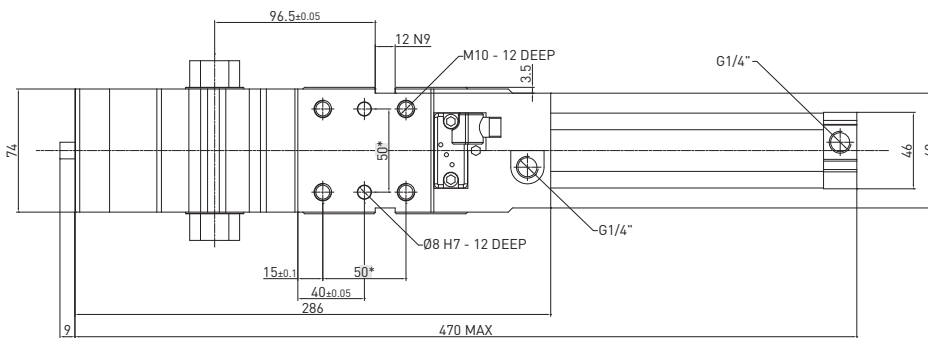 96.5±0.05
12 N9
M10 - 12 DEEP
3.5
G1/4"
74
50*
46
Ø8 H7 - 12 DEEP
G1/4"
15±0.1
50*
40±0.05
286
9
470 MAX